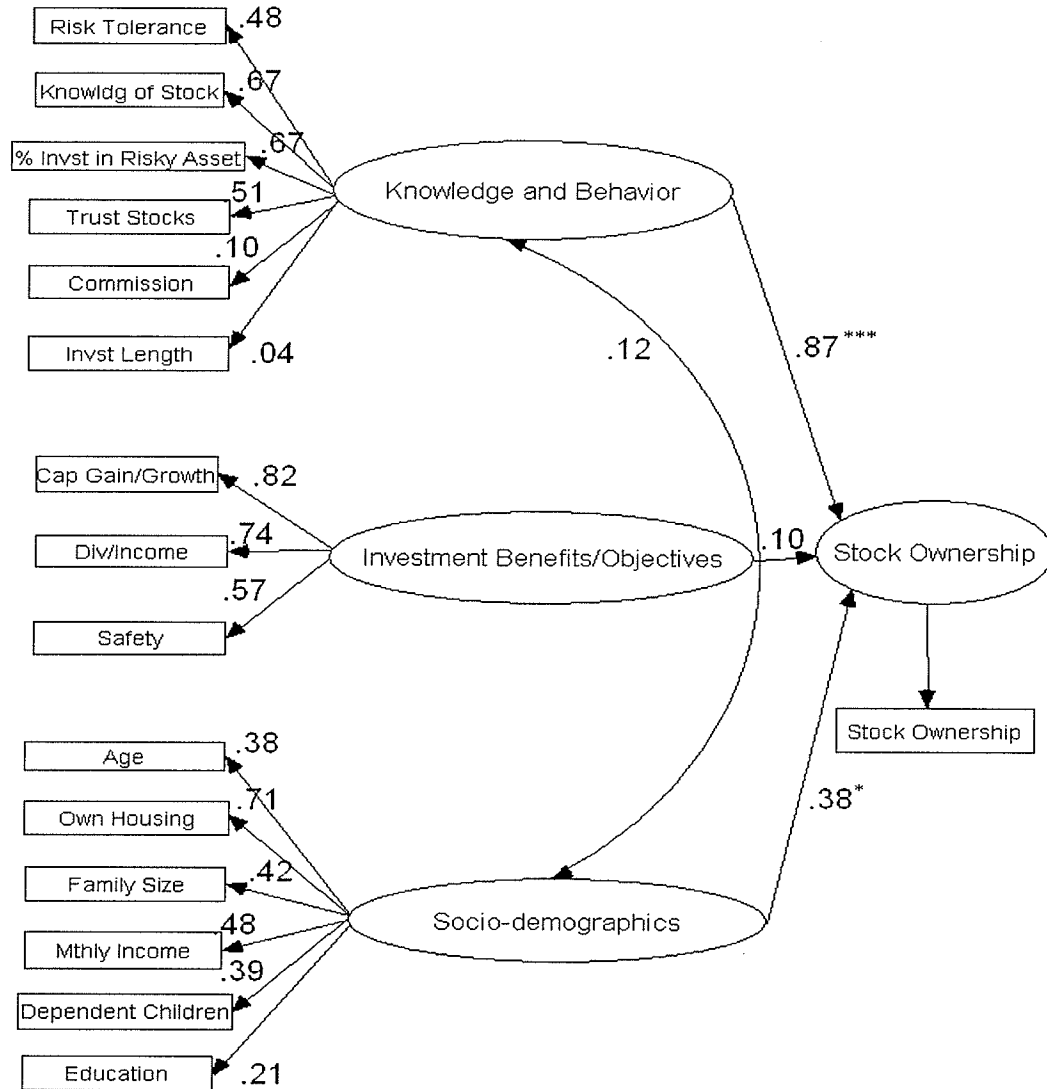 Risk Tolerance
.48
Knowldg of Stock
.67
% Invst in Risky Asset
.67
Trust Stocks
.51
Commission
.10
Invst Length
.04
Knowledge and Behavior
.12
.87***
Cap Gain/Growth
.82
Div/Income
.74
Safety
.57
Investment Benefits/Objectives
.10
Stock Ownership
Stock Ownership
Age
.38
Own Housing
.71
Family Size
.42
Mthly Income
.48
Dependent Children
.39
Education
.21
Socio-demographics
.38*